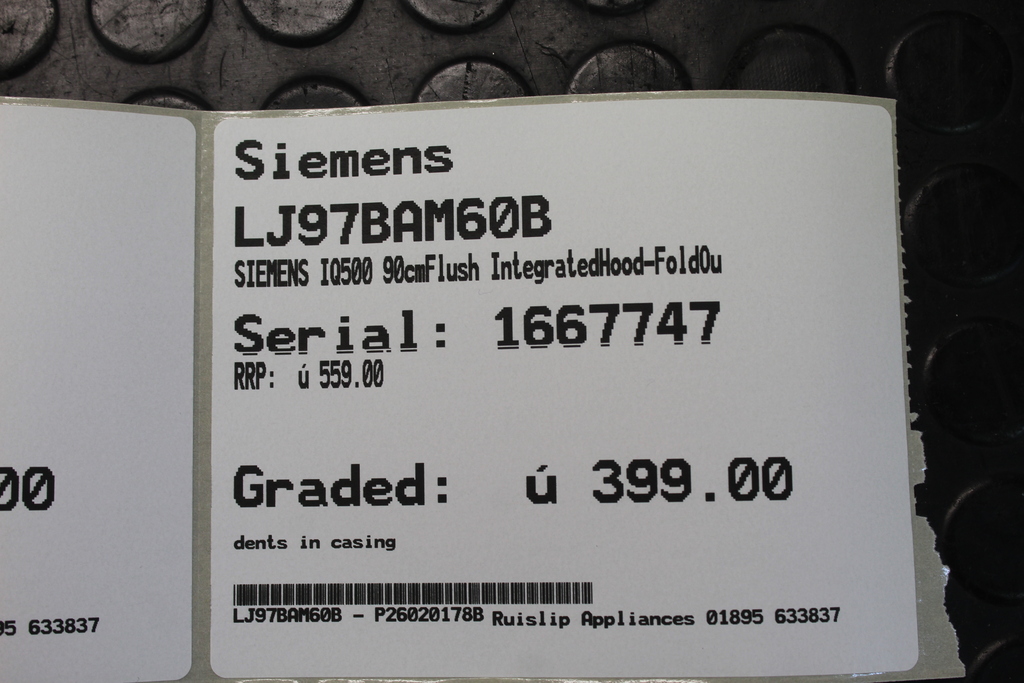 Siemens
LJ97BAM60B
SIEMENS IQ500 90cmFlush IntegratedHood-FoldOu
Serial: 1667747
RRP: ú 559.00
Graded: ú 399.00
dents in casing
LJ97BAM60B - P26020178B Ruislip Appliances 01895 633837
00
95 633837